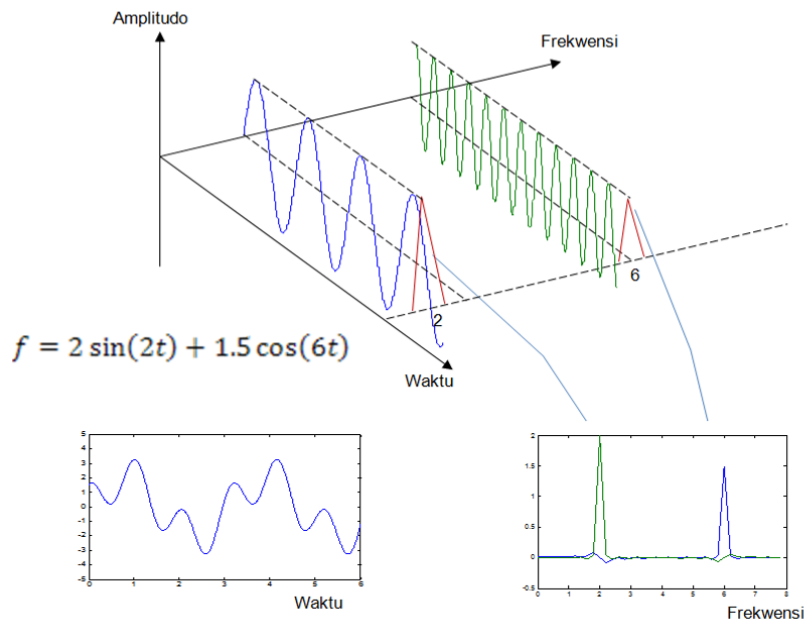 Amplitudo
Frekwensi
6
2
f = 2 sin(2t) + 1.5 cos(6t)
Waktu
5
4
3
2
1
0
-1
-2
-3
-4
-5
0 1 2 3 4 5 6
Waktu
2
1.5
1
0.5
0
-0.5
0 1 2 3 4 5 6 7 8
Frekwensi